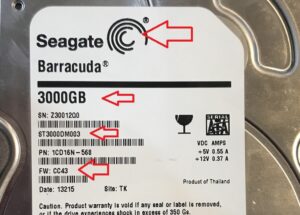 Seagate
Barracuda®
3000GB
SN: Z3001200
ST3000DM003
PN: 1CD16N-568
FW: CC43
Date: 13215 Site: TK
SATA
VDC AMPS
+5V 0.55 A
+12V 0.37 A
Product of Thailand
Product warranty is void if any seal or label is removed,
or if the drive experiences shock in excess of 350 Gs.